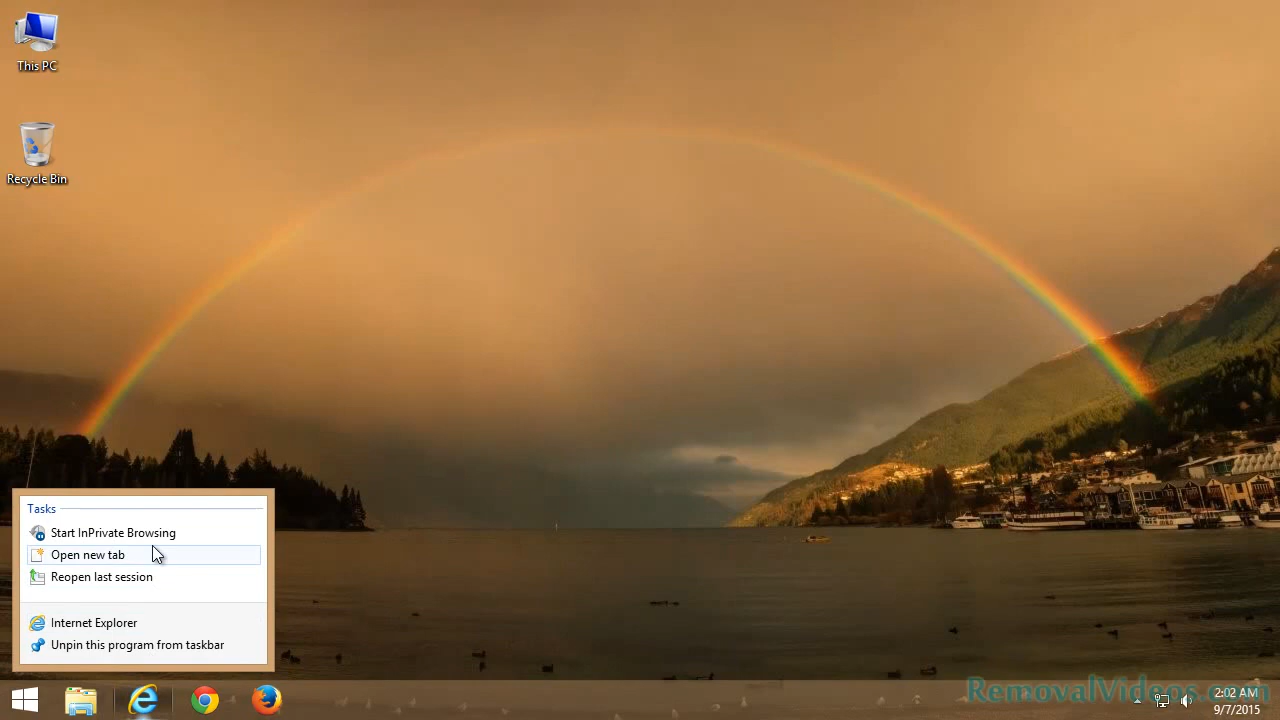 This PC
Recycle Bin
Tasks
Start InPrivate Browsing
Open new tab
Reopen last session
Internet Explorer
Unpin this program from taskbar
RemovalVideos.com
2:02 AM
9/7/2015